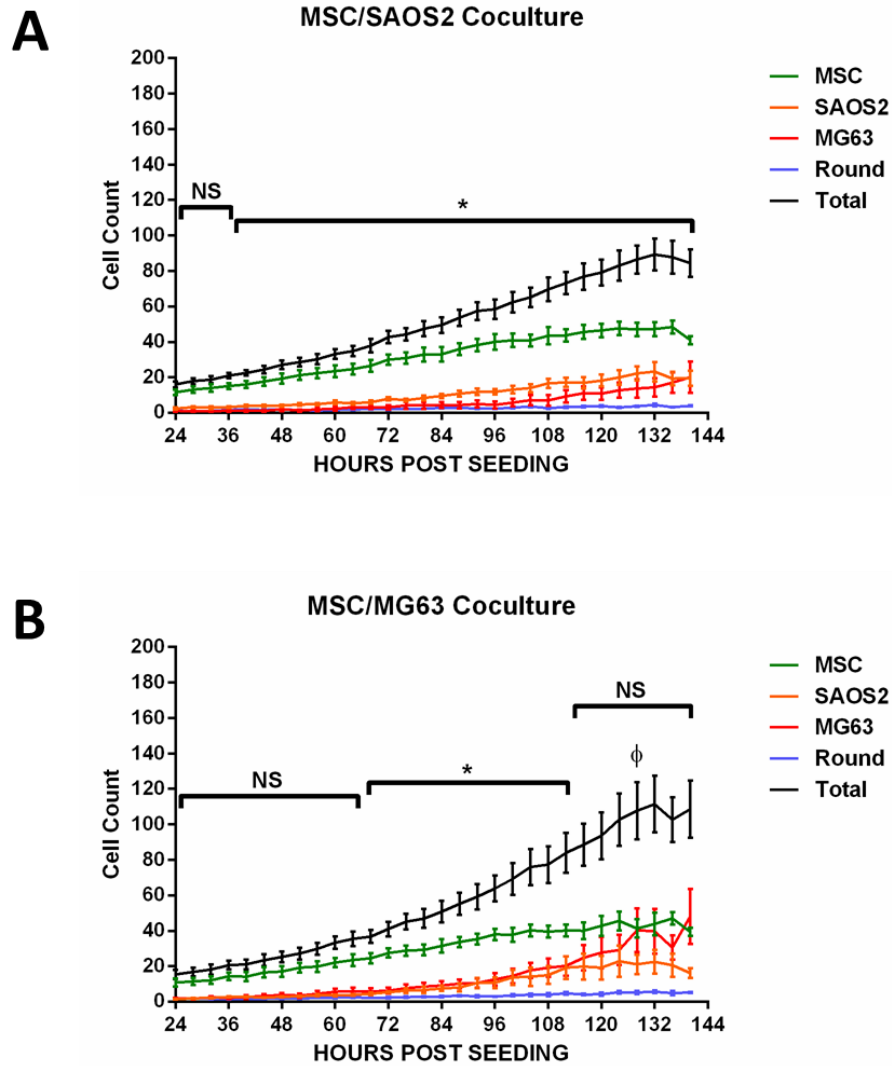 A
MSC/SAOS2 Coculture
200
180
160
140
120
100
80
60
40
20
0
Cell Count
NS
*
MSC
SAOS2
MG63
Round
Total
24 36 48 60 72 84 96 108 120 132 144
HOURS POST SEEDING
B
MSC/MG63 Coculture
200
180
160
140
120
100
80
60
40
20
0
Cell Count
NS
*
NS
ϕ
MSC
SAOS2
MG63
Round
Total
24 36 48 60 72 84 96 108 120 132 144
HOURS POST SEEDING